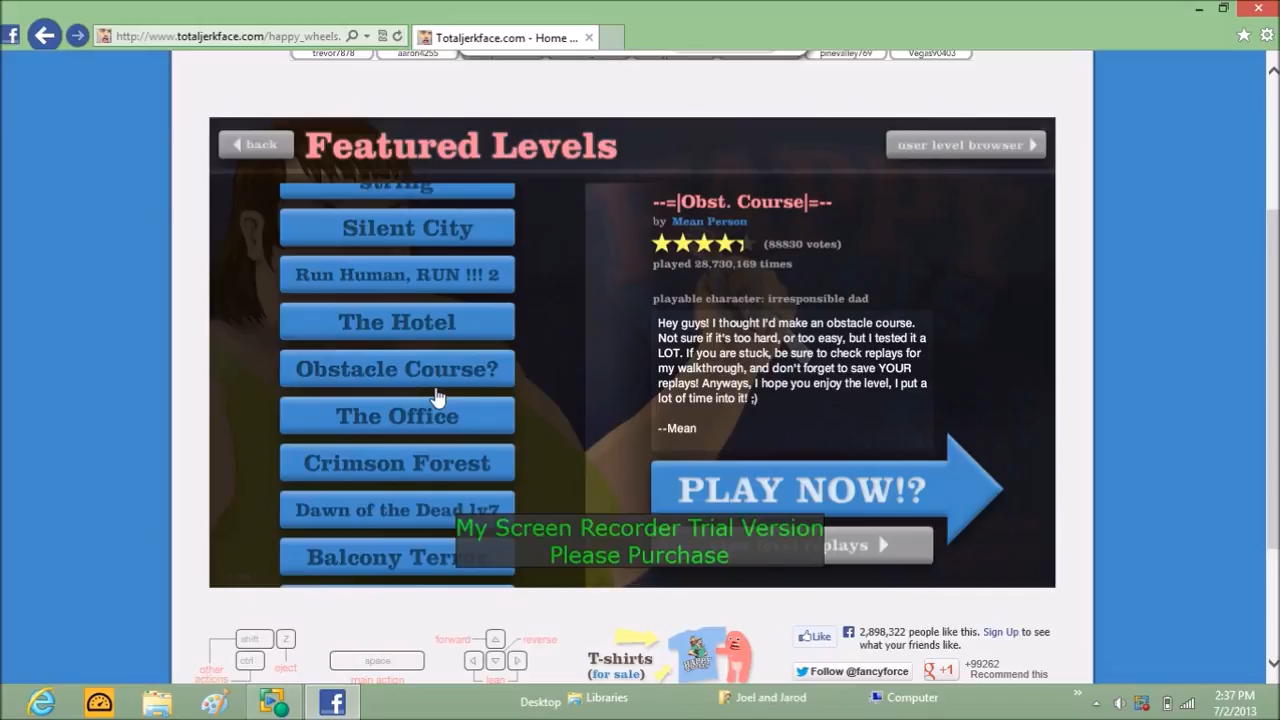 http://www.totaljerkface.com/happy_wheels.
Totaljerkface.com - Home ...
trevor7878
aaron4255
pinevalley769
Vegas90403
back
Featured Levels
user level browser
String
Silent City
Run Human, RUN !!! 2
The Hotel
Obstacle Course?
The Office
Crimson Forest
Dawn of the Dead lv7
Balcony Terror
--=|Obst. Course|=--
by Mean Person
(88830 votes)
played 28,730,169 times
playable character: irresponsible dad
Hey guys! I thought I'd make an obstacle course.
Not sure if it's too hard, or too easy, but I tested it a
LOT. If you are stuck, be sure to check replays for
my walkthrough, and don't forget to save YOUR
replays! Anyways, I hope you enjoy the level, I put a
lot of time into it! ;)
--Mean
PLAY NOW!?
replays
My Screen Recorder Trial Version
Please Purchase
shift
Z
ctrl
eject
other
actions
space
main action
forward
reverse
lean
T-shirts
(for sale)
Like
2,898,322 people like this. Sign Up to see
what your friends like.
Follow @fancyforce
+1
+99262
Recommend this
Desktop
Libraries
Joel and Jarod
Computer
2:37 PM
7/2/2013